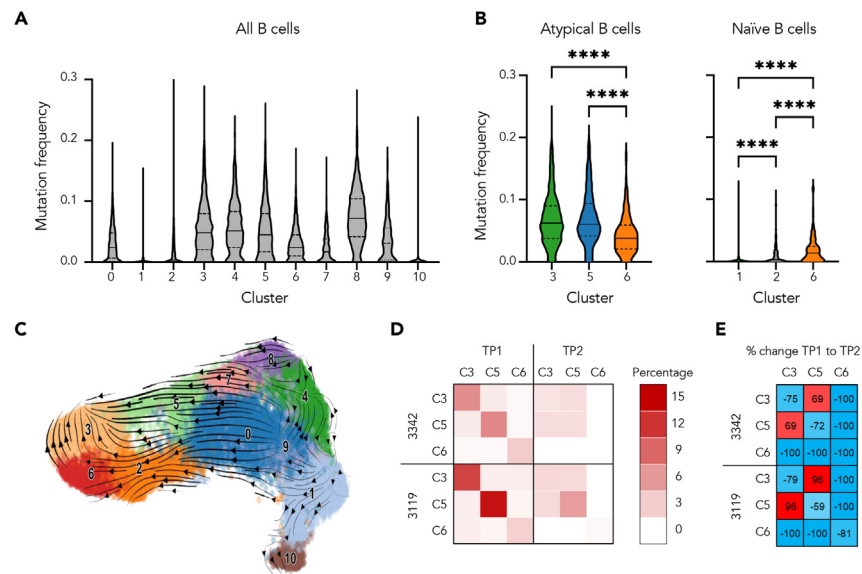 A
All B cells
Mutation frequency
0.3
0.2
0.1
0.0
0 1 2 3 4 5 6 7 8 9 10
Cluster
B
Atypical B cells
Mutation frequency
0.3
0.2
0.1
0.0
****
****
3 5 6
Cluster
Naïve B cells
****
****
****
1 2 6
Cluster
C
8
7
4
5
3
0
9
6
2
1
10
D
TP1 TP2
C3 C5 C6 C3 C5 C6
3342
C3
C5
C6
3119
C3
C5
C6
Percentage
15
12
9
6
3
0
E
% change TP1 to TP2
C3 C5 C6
3342
C3 -75 69 -100
C5 69 -72 -100
C6 -100 -100 -100
3119
C3 -79 96 -100
C5 96 -59 -100
C6 -100 -100 -81